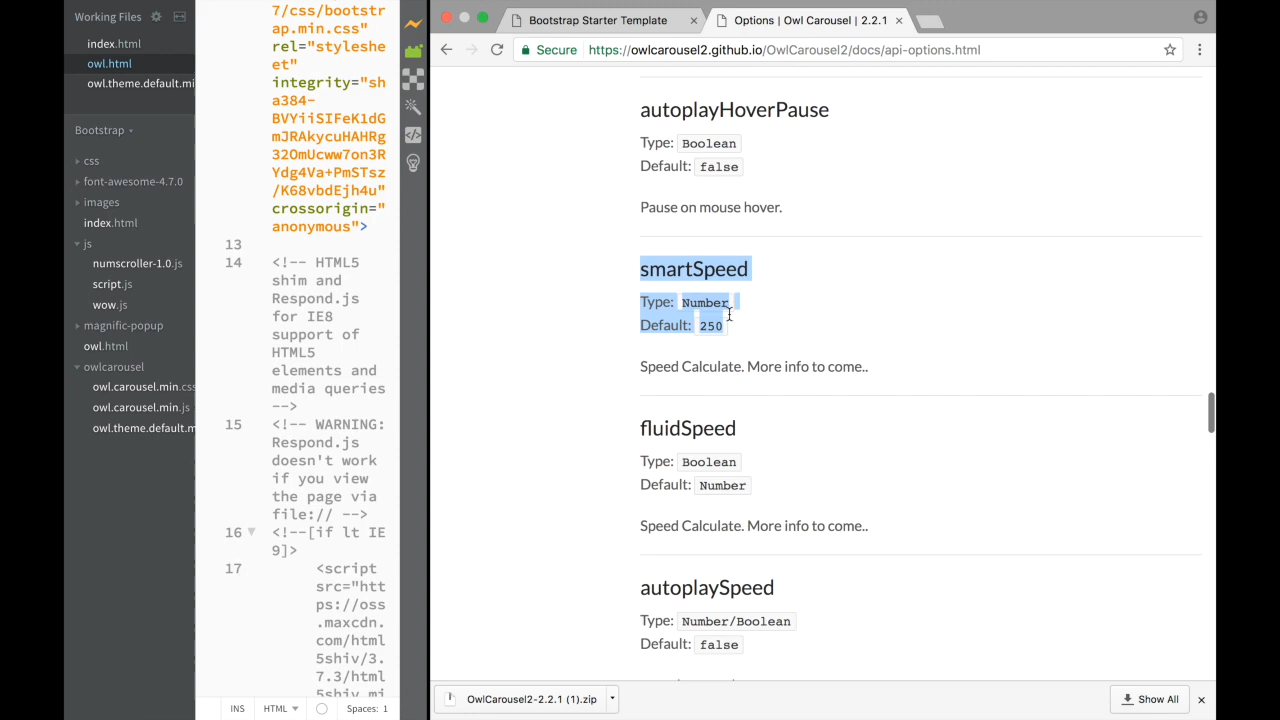 Working Files
index.html
owl.html
owl.theme.default.mi
Bootstrap
css
font-awesome-4.7.0
images
index.html
js
numscroller-1.0.js
script.js
wow.js
magnific-popup
owl.html
owlcarousel
owl.carousel.min.cs
owl.carousel.min.js
owl.theme.default.m
7/css/bootstr
ap.min.css"
rel="styleshe
et"
integrity="sh
a384-
BVYiiSIFeK1dG
mJRAkycuHAHRg
32OmUcww7on3R
Ydg4Va+PmSTsz
/K68vbdEjh4u"
crossorigin="
anonymous">
13
14 <!-- HTML5
shim and
Respond.js
for IE8
support of
HTML5
elements and
media queries
-->
15 <!-- WARNING:
Respond.js
doesn't work
if you view
the page via
file:// -->
16 <!--[if lt IE
9]>
17 <script
src="htt
ps://oss
.maxcdn.
com/html
5shiv/3.
7.3/html
5shiv.mi
INS HTML Spaces: 1
Bootstrap Starter Template
Options | Owl Carousel | 2.2.1
Secure https://owlcarousel2.github.io/OwlCarousel2/docs/api-options.html
autoplayHoverPause
Type: Boolean
Default: false
Pause on mouse hover.
smartSpeed
Type: Number
Default: 250
Speed Calculate. More info to come..
fluidSpeed
Type: Boolean
Default: Number
Speed Calculate. More info to come..
autoplaySpeed
Type: Number/Boolean
Default: false
OwlCarousel2-2.2.1 (1).zip
Show All